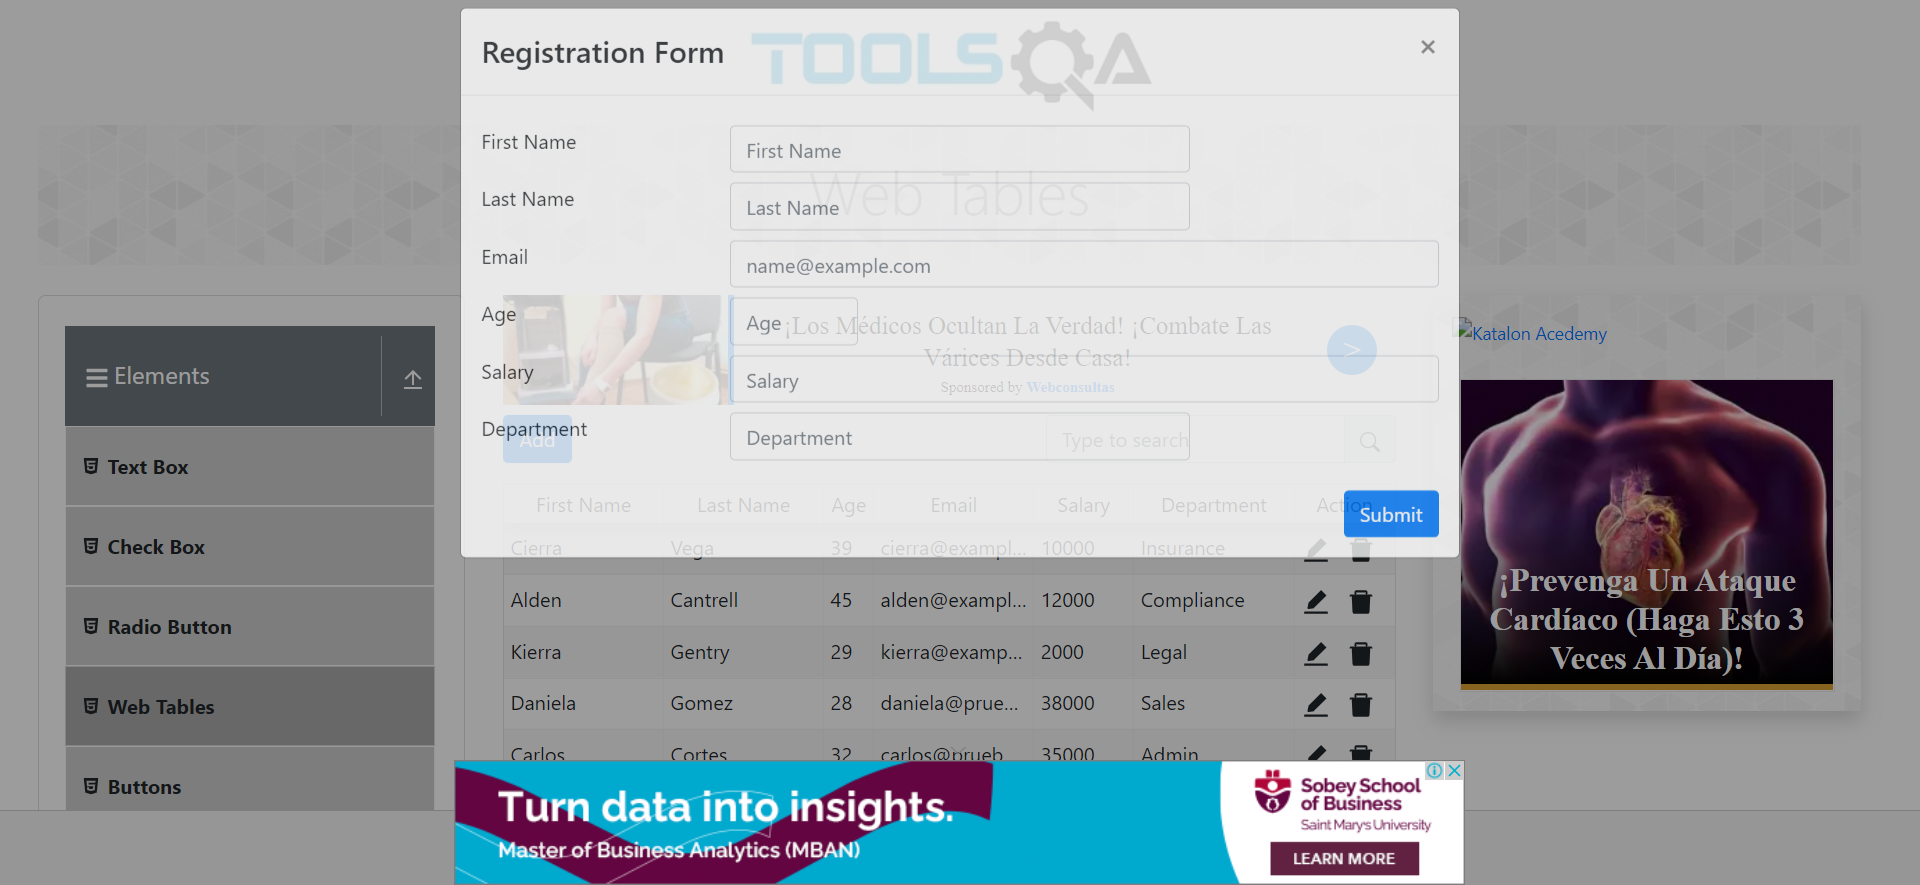 Registration Form
TOOLSQA
×
First Name
First Name
Web Tables
Last Name
Last Name
Email
name@example.com
Age
Age
¡Los Médicos Ocultan La Verdad! ¡Combate Las
Várices Desde Casa!
>
Sponsored by Webconsultas
Salary
Salary
Department
Department
Add
Type to search
Submit
First Name Last Name Age Email Salary Department Action
Cierra Vega 39 cierra@exampl... 10000 Insurance
Alden Cantrell 45 alden@exampl... 12000 Compliance
Kierra Gentry 29 kierra@examp... 2000 Legal
Daniela Gomez 28 daniela@prue... 38000 Sales
Carlos Cortes 32 carlos@prueb... 35000 Admin
Elements
Text Box
Check Box
Radio Button
Web Tables
Buttons
Katalon Acedemy
¡Prevenga Un Ataque
Cardíaco (Haga Esto 3
Veces Al Día)!
Turn data into insights.
Master of Business Analytics (MBAN)
Sobey School
of Business
Saint Mary's University
LEARN MORE